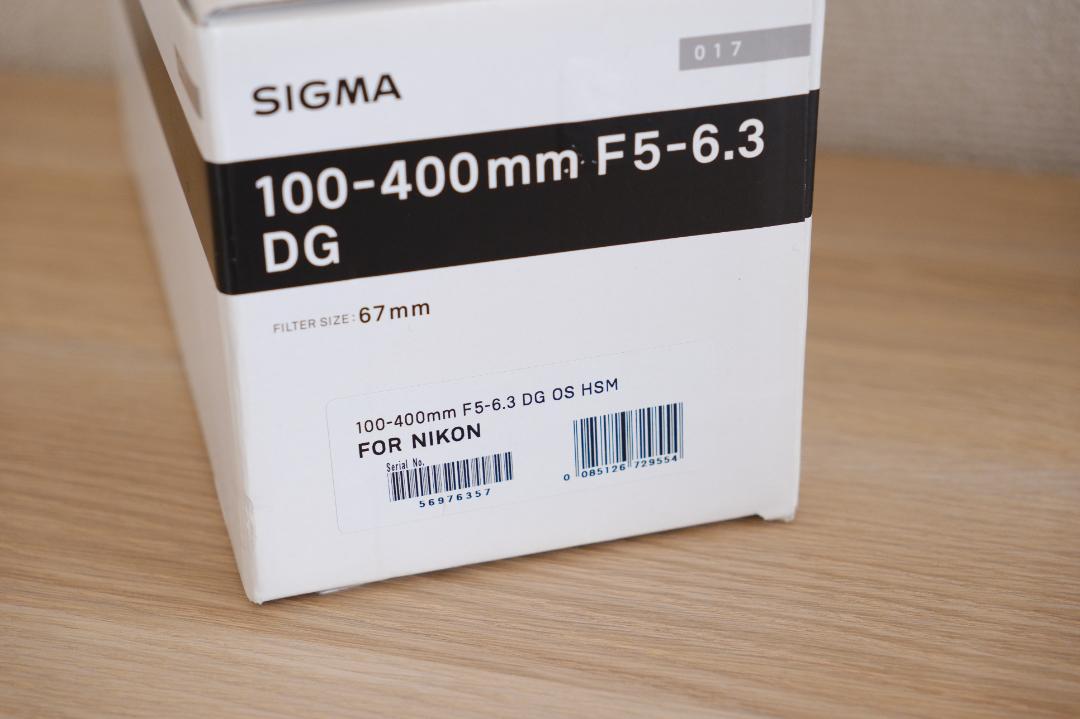 017
SIGMA
100-400mm F5-6.3
DG
FILTER SIZE: 67mm
100-400mm F5-6.3 DG OS HSM
FOR NIKON
Serial No.
56976357
0 085126 729554